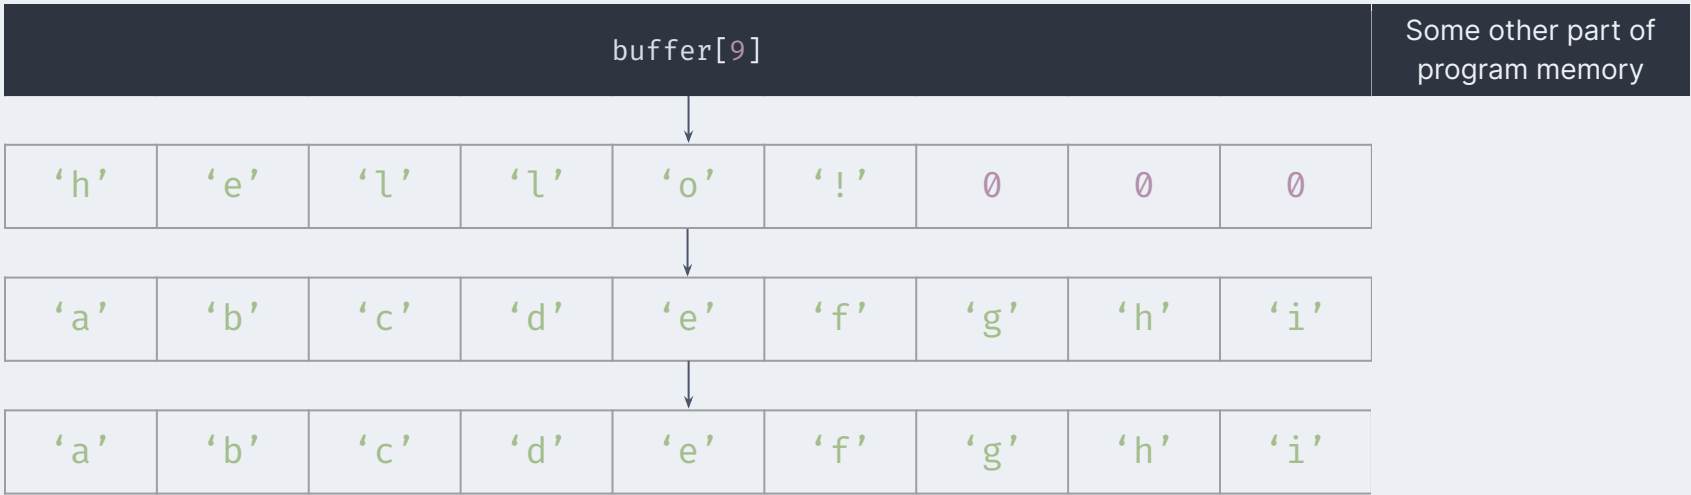 buffer[9]
Some other part of
program memory
‘h’ ‘e’ ‘l’ ‘l’ ‘o’ ‘!’ 0 0 0
‘a’ ‘b’ ‘c’ ‘d’ ‘e’ ‘f’ ‘g’ ‘h’ ‘i’
‘a’ ‘b’ ‘c’ ‘d’ ‘e’ ‘f’ ‘g’ ‘h’ ‘i’